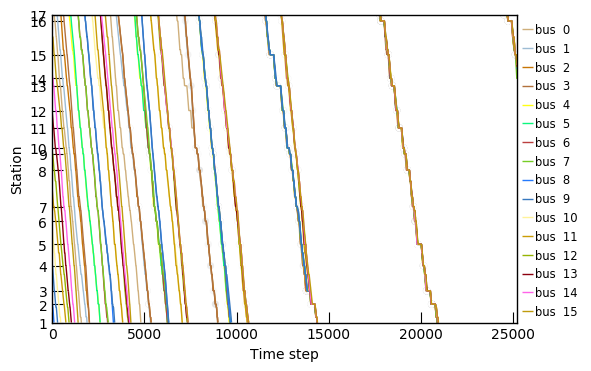 17
16
15
14
13
12
11
10
9
8
7
6
5
4
3
2
1
Station
0
5000
10000
15000
20000
25000
Time step
bus 0
bus 1
bus 2
bus 3
bus 4
bus 5
bus 6
bus 7
bus 8
bus 9
bus 10
bus 11
bus 12
bus 13
bus 14
bus 15